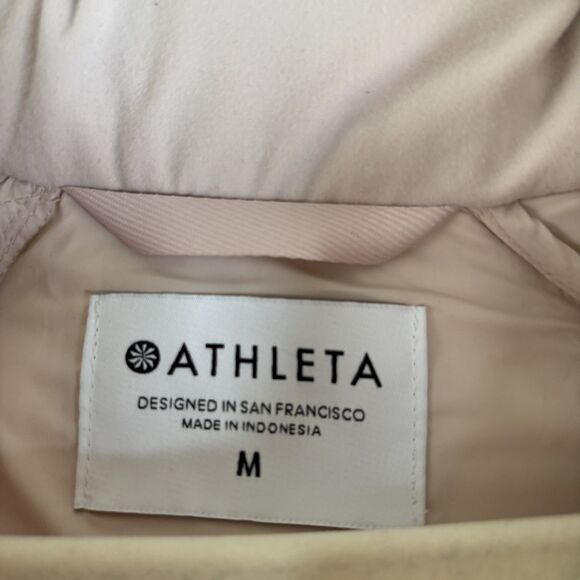 ATHLETA
DESIGNED IN SAN FRANCISCO
MADE IN INDONESIA
M